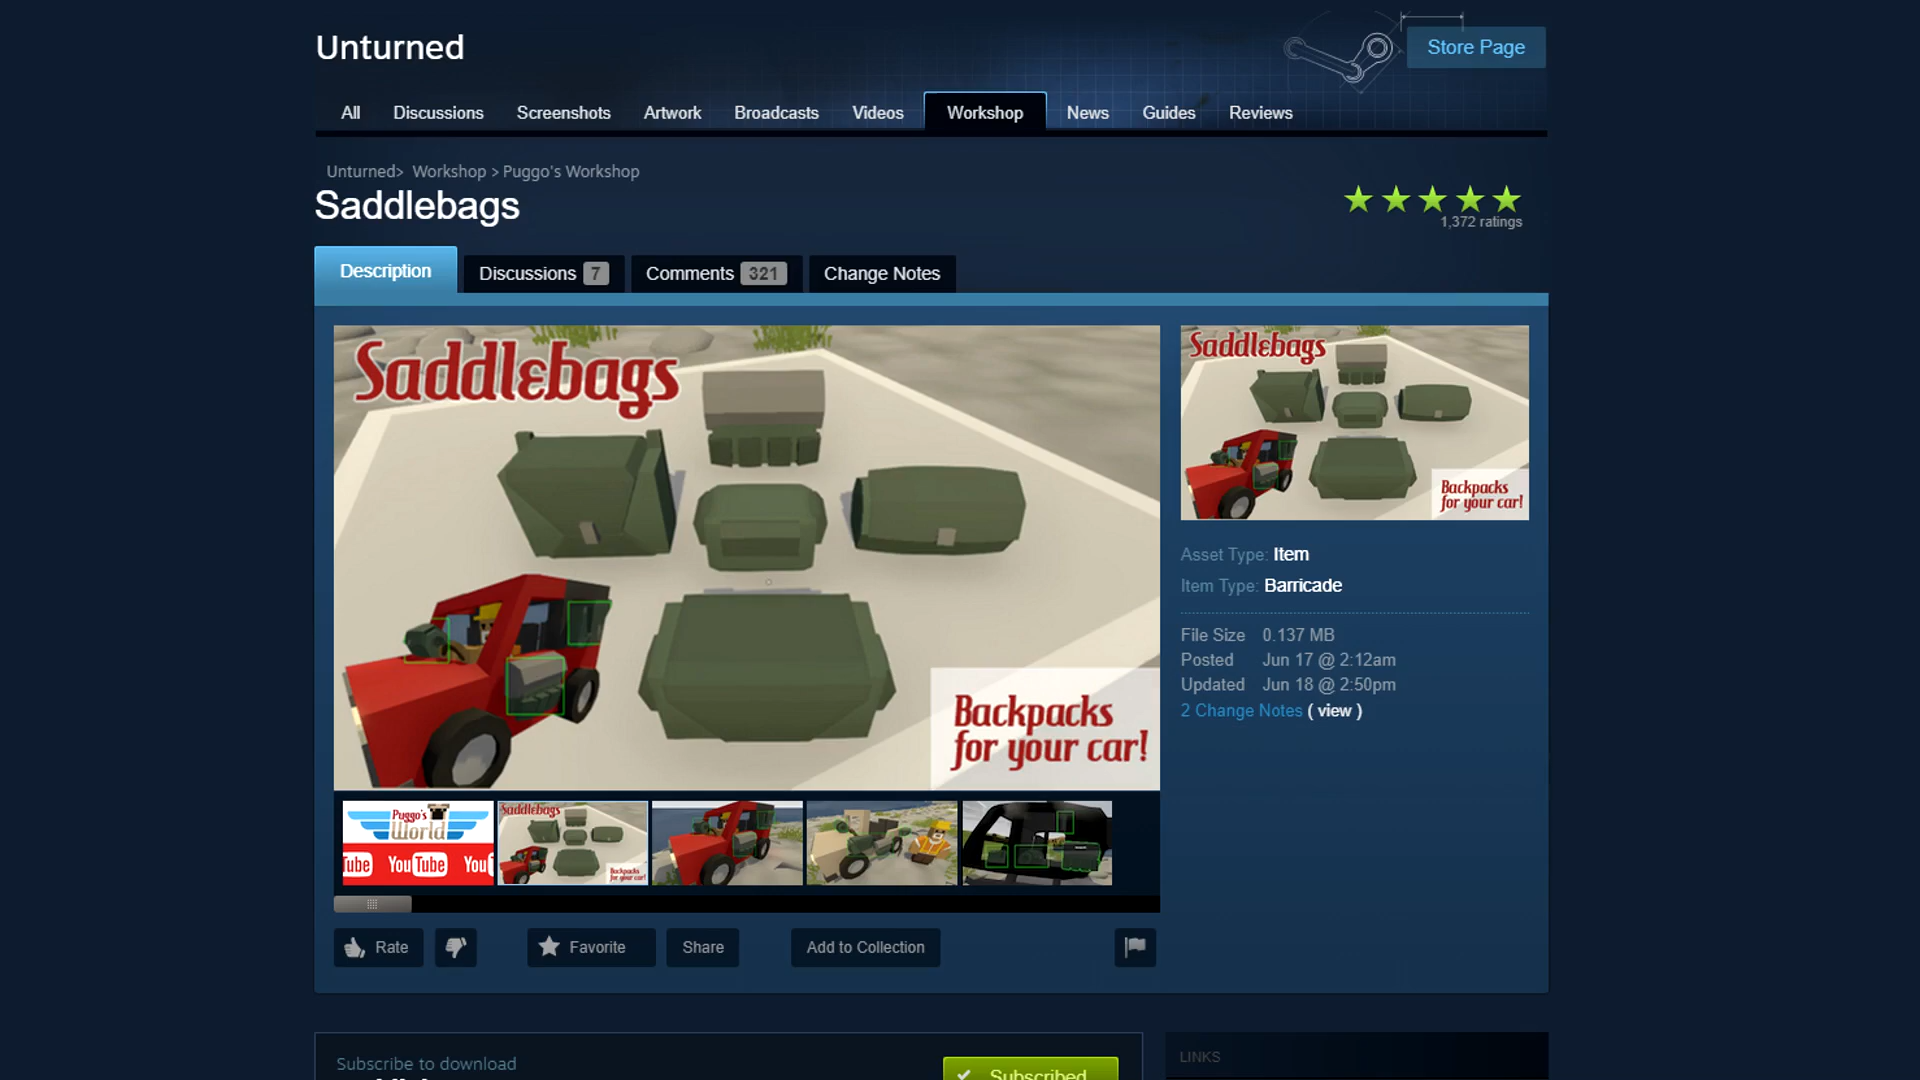 Unturned
Store Page
All Discussions Screenshots Artwork Broadcasts Videos Workshop News Guides Reviews
Unturned> Workshop > Puggo's Workshop
Saddlebags
1,372 ratings
Description Discussions 7 Comments 321 Change Notes
Saddlebags
Backpacks
for your car!
Saddlebags
Backpacks
for your car!
Asset Type: Item
Item Type: Barricade
File Size 0.137 MB
Posted Jun 17 @ 2:12am
Updated Jun 18 @ 2:50pm
2 Change Notes ( view )
Puggo's
World
Tube YouTube You
Saddlebags
Backpacks
for your car!
Rate Favorite Share Add to Collection
Subscribe to download
Subscribed
LINKS